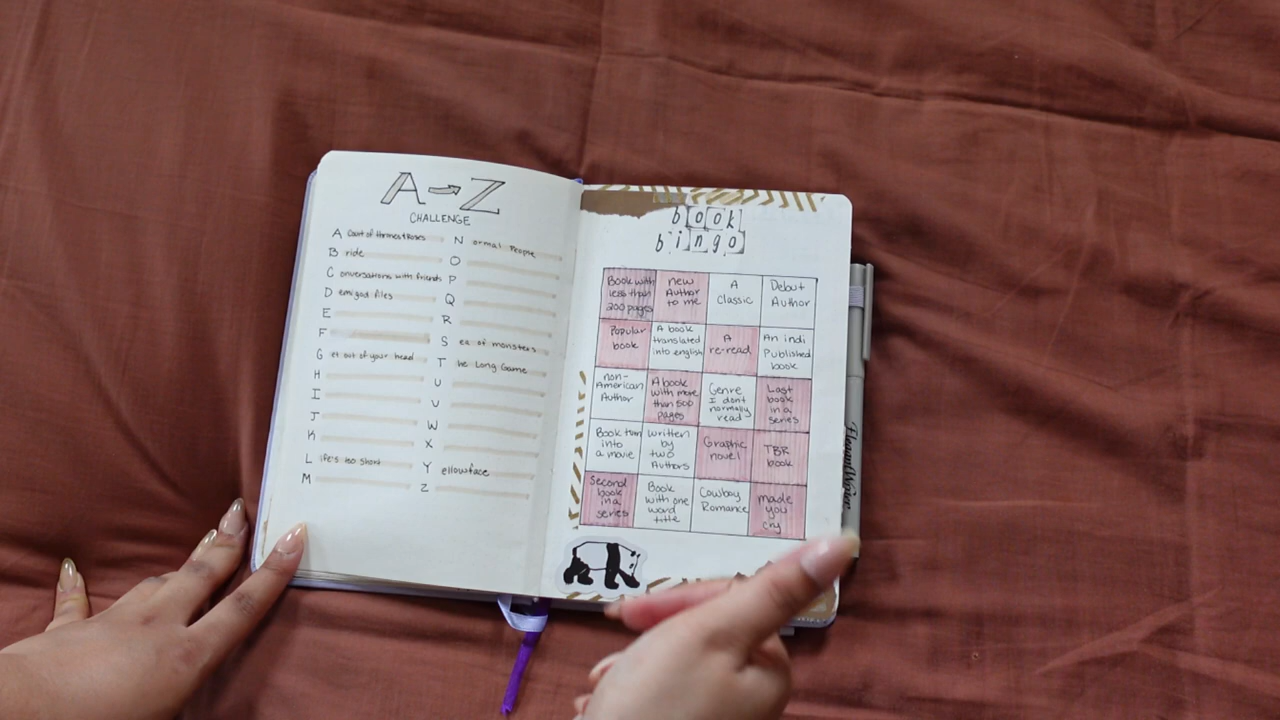 A → Z
CHALLENGE
A Court of thrones & Roses
B ride
C onversations with friends
D emigod files
E
F
G et out of your head
H
I
J
K
L ife's too short
M
N ormal People
O
P
Q
R
S ea of monsters
T he Long Game
U
V
W
X
Y ellowface
Z
book
bingo
Book with
less than
200 pages
new
Author
to me
A
Classic
Debut
Author
Popular
book
A book
translated
into english
A
re-read
An indi
Published
book
non-
American
Author
A book
with more
than 500
pages
Genre
I dont
normally
read
Last
book
in a
series
Book turn
into
a movie
written
by
two
Authors
Graphic
novel
TBR
book
Second
book
in a
series
Book
with one
word
title
Cowboy
Romance
made
you
cry